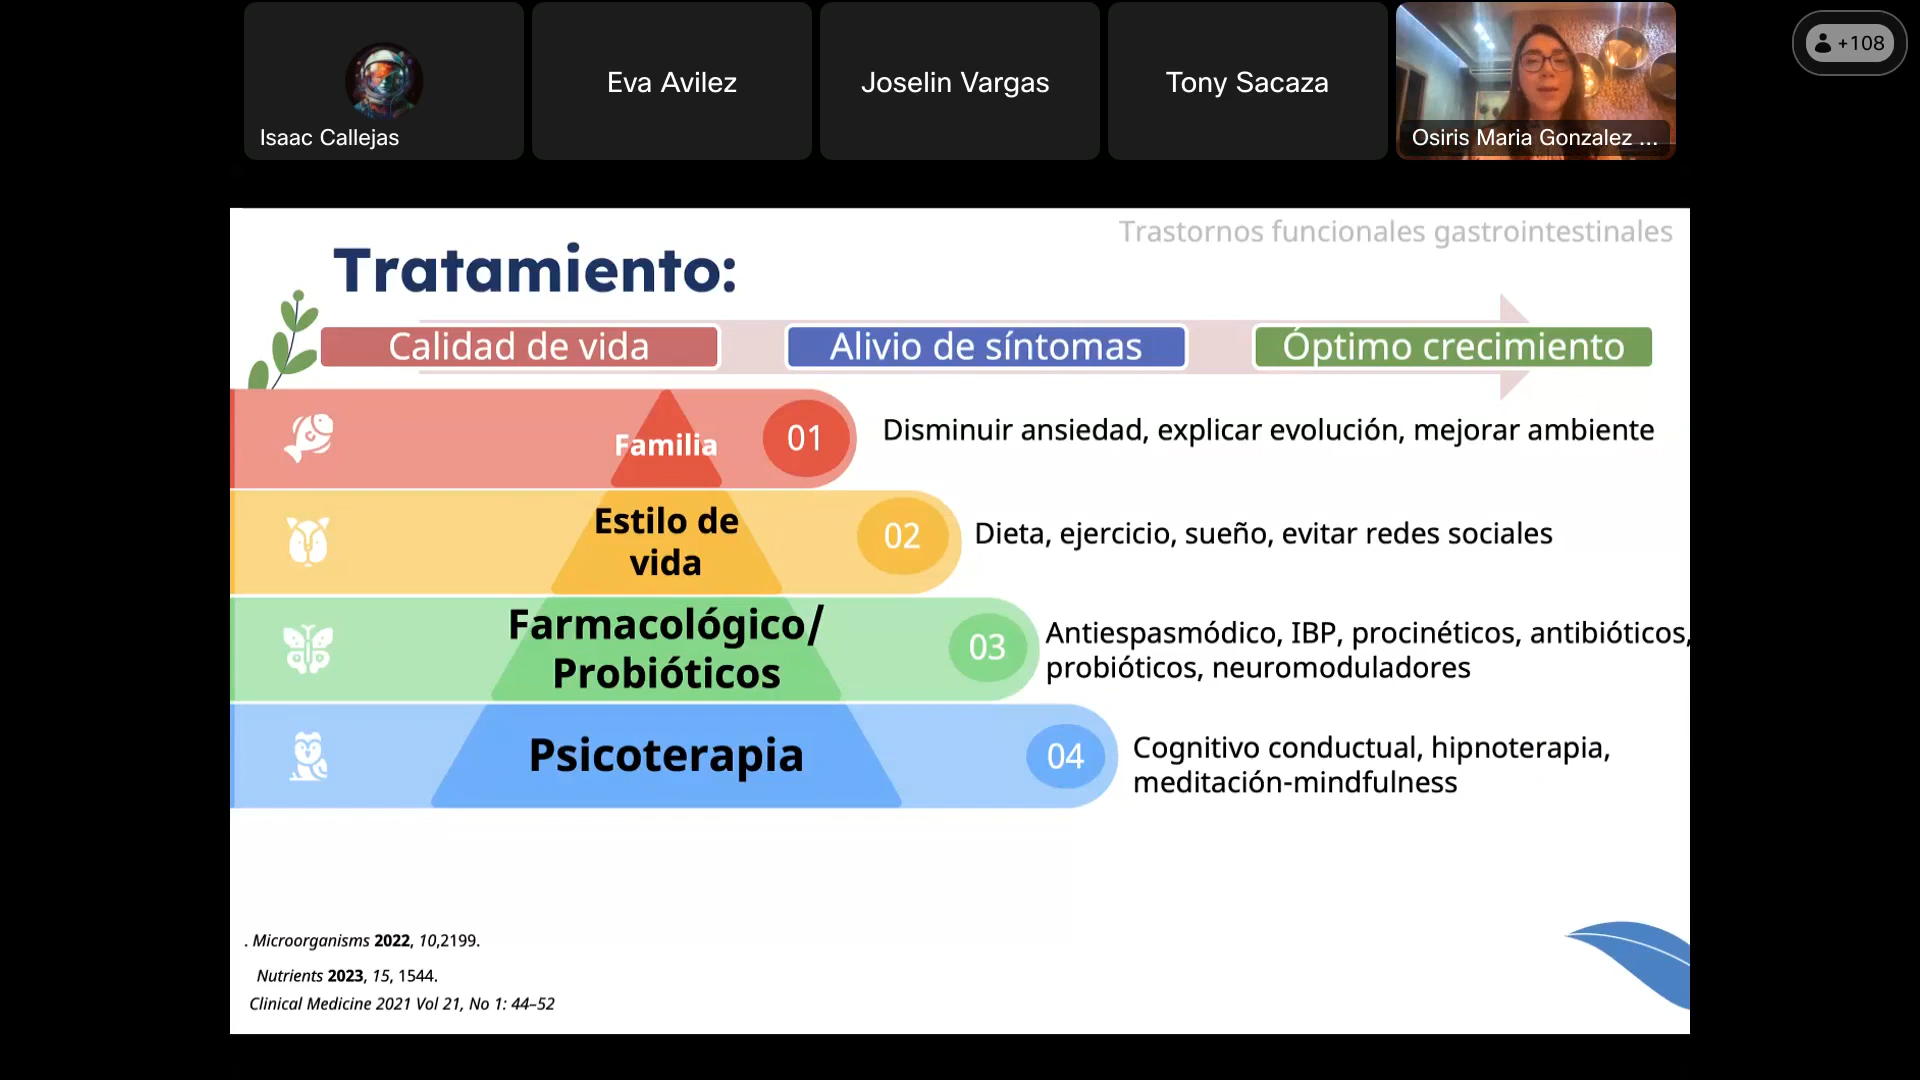 Isaac Callejas
Eva Avilez
Joselin Vargas
Tony Sacaza
Osiris Maria Gonzalez ...
+108
Trastornos funcionales gastrointestinales
Tratamiento:
Calidad de vida
Alivio de síntomas
Óptimo crecimiento
Familia
01
Disminuir ansiedad, explicar evolución, mejorar ambiente
Estilo de
vida
02
Dieta, ejercicio, sueño, evitar redes sociales
Farmacológico/
Probióticos
03
Antiespasmódico, IBP, procinéticos, antibióticos,
probióticos, neuromoduladores
Psicoterapia
04
Cognitivo conductual, hipnoterapia,
meditación-mindfulness
. Microorganisms 2022, 10,2199.
Nutrients 2023, 15, 1544.
Clinical Medicine 2021 Vol 21, No 1: 44–52